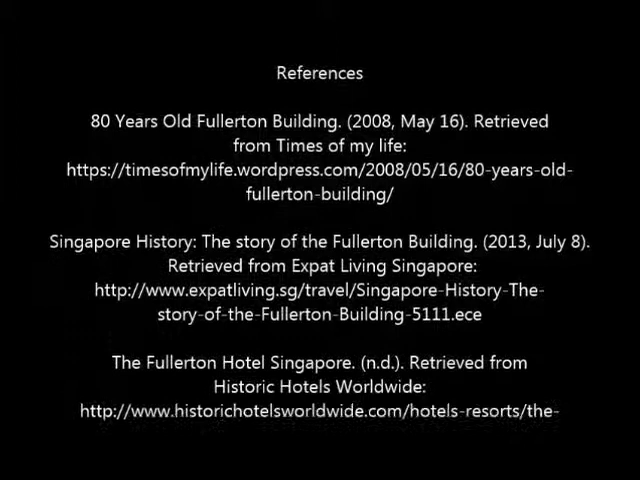 References
80 Years Old Fullerton Building. (2008, May 16). Retrieved
from Times of my life:
https://timesofmylife.wordpress.com/2008/05/16/80-years-old-
fullerton-building/
Singapore History: The story of the Fullerton Building. (2013, July 8).
Retrieved from Expat Living Singapore:
http://www.expatliving.sg/travel/Singapore-History-The-
story-of-the-Fullerton-Building-5111.ece
The Fullerton Hotel Singapore. (n.d.). Retrieved from
Historic Hotels Worldwide:
http://www.historichotelsworldwide.com/hotels-resorts/the-